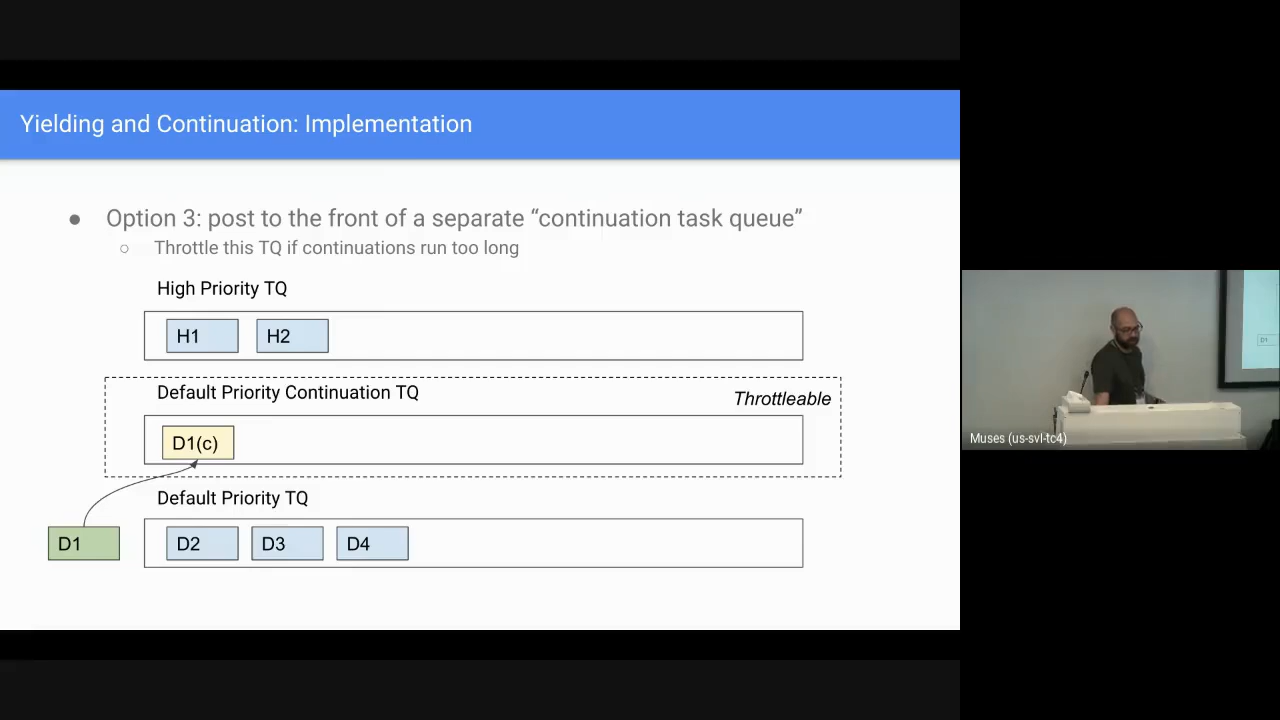 Yielding and Continuation: Implementation
● Option 3: post to the front of a separate “continuation task queue”
○ Throttle this TQ if continuations run too long
High Priority TQ
H1 H2
Default Priority Continuation TQ
Throttleable
D1(c)
Default Priority TQ
D1 D2 D3 D4
D1
Muses (us-svl-tc4)